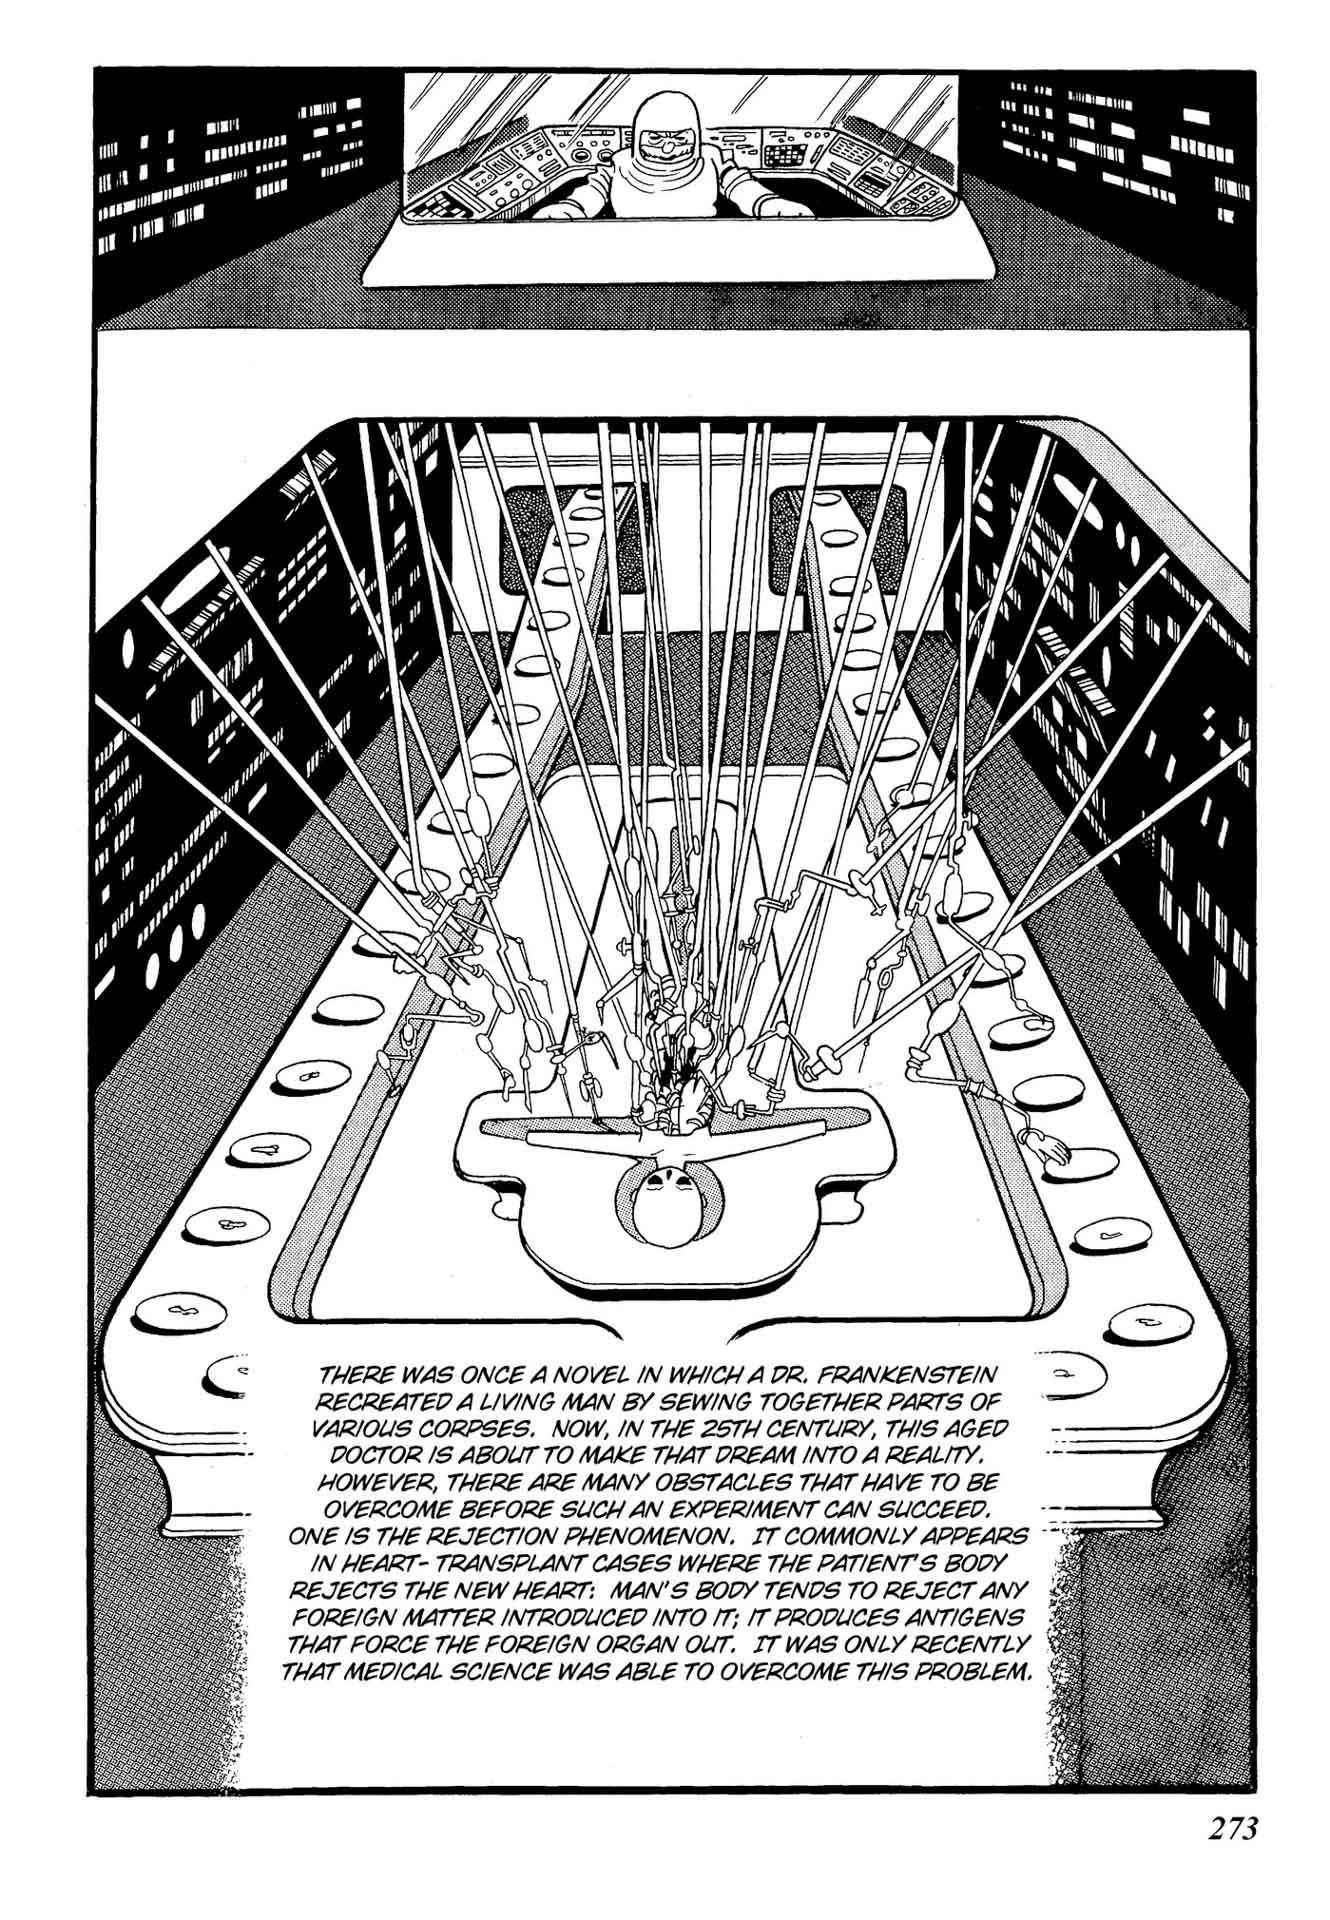 THERE WAS ONCE A NOVEL IN WHICH A DR. FRANKENSTEIN
RECREATED A LIVING MAN BY SEWING TOGETHER PARTS OF
VARIOUS CORPSES. NOW, IN THE 25TH CENTURY, THIS AGED
DOCTOR IS ABOUT TO MAKE THAT DREAM INTO A REALITY.
HOWEVER, THERE ARE MANY OBSTACLES THAT HAVE TO BE
OVERCOME BEFORE SUCH AN EXPERIMENT CAN SUCCEED.
ONE IS THE REJECTION PHENOMENON. IT COMMONLY APPEARS
IN HEART-TRANSPLANT CASES WHERE THE PATIENT'S BODY
REJECTS THE NEW HEART: MAN'S BODY TENDS TO REJECT ANY
FOREIGN MATTER INTRODUCED INTO IT; IT PRODUCES ANTIGENS
THAT FORCE THE FOREIGN ORGAN OUT. IT WAS ONLY RECENTLY
THAT MEDICAL SCIENCE WAS ABLE TO OVERCOME THIS PROBLEM.
273